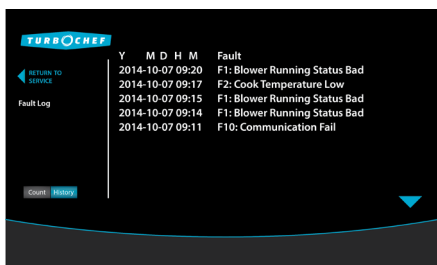 TURBOCHEF
Y M D H M Fault
RETURN TO
SERVICE
Fault Log
2014-10-07 09:20 F1: Blower Running Status Bad
2014-10-07 09:17 F2: Cook Temperature Low
2014-10-07 09:15 F1: Blower Running Status Bad
2014-10-07 09:14 F1: Blower Running Status Bad
2014-10-07 09:11 F10: Communication Fail
Count History